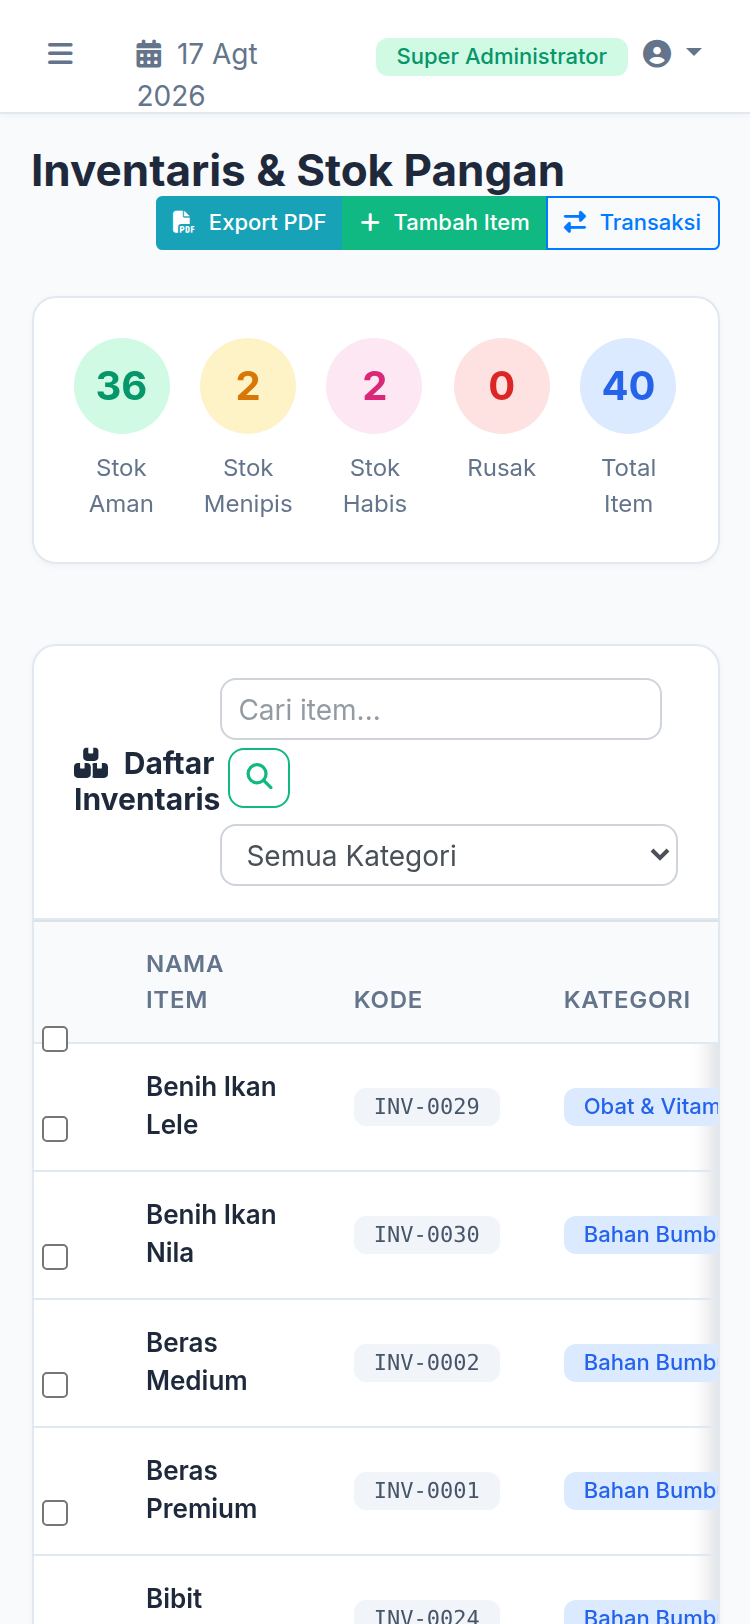 17 Agt
2026
Super Administrator
Inventaris & Stok Pangan
Export PDF
Tambah Item
Transaksi
36
2
2
0
40
Stok
Aman
Stok
Menipis
Stok
Habis
Rusak
Total
Item
Cari item...
Daftar
Inventaris
Semua Kategori
NAMA
ITEM
KODE
KATEGORI
Benih Ikan
Lele
INV-0029
Obat & Vitam
Benih Ikan
Nila
INV-0030
Bahan Bumb
Beras
Medium
INV-0002
Bahan Bumb
Beras
Premium
INV-0001
Bahan Bumb
Bibit
INV-0024
Bahan Bumb